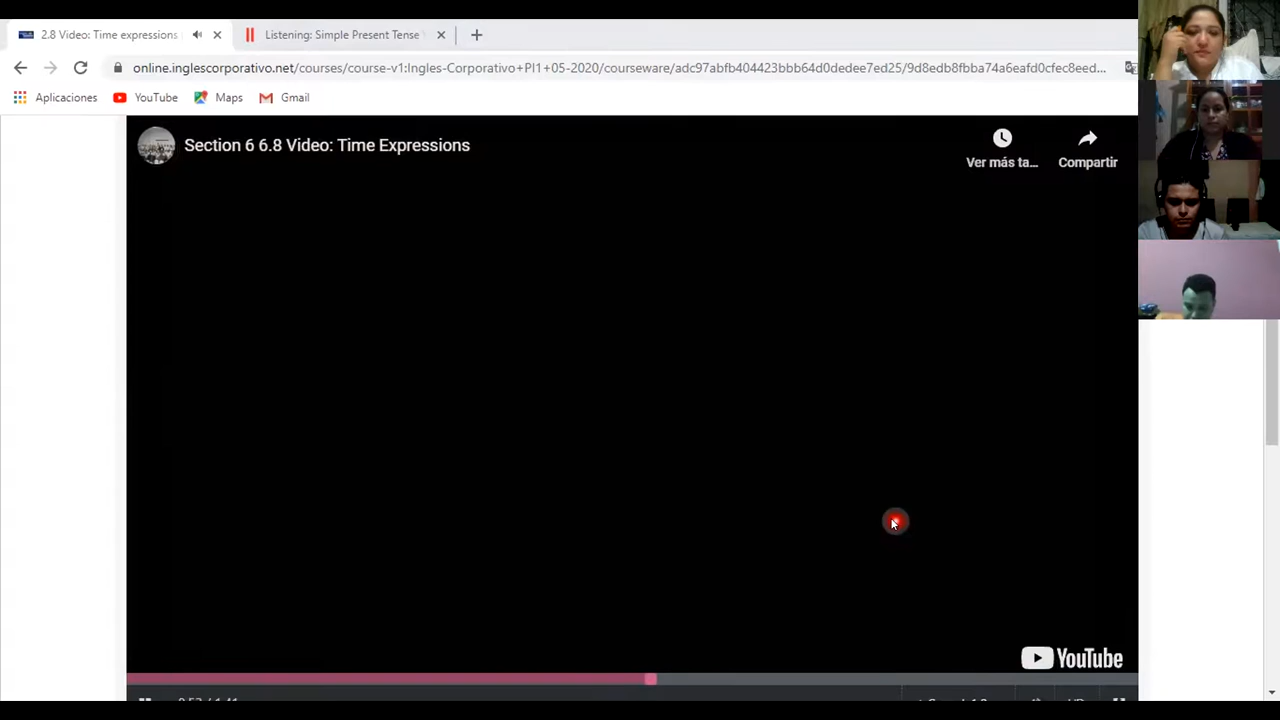 2.8 Video: Time expressions
Listening: Simple Present Tense
online.inglescorporativo.net/courses/course-v1:Ingles-Corporativo+PI1+05-2020/courseware/adc97abfb404423bbb64d0dedee7ed25/9d8edb8fbba74a6eafd0cfec8eed...
Aplicaciones YouTube Maps Gmail
Section 6 6.8 Video: Time Expressions
Ver más ta... Compartir
YouTube